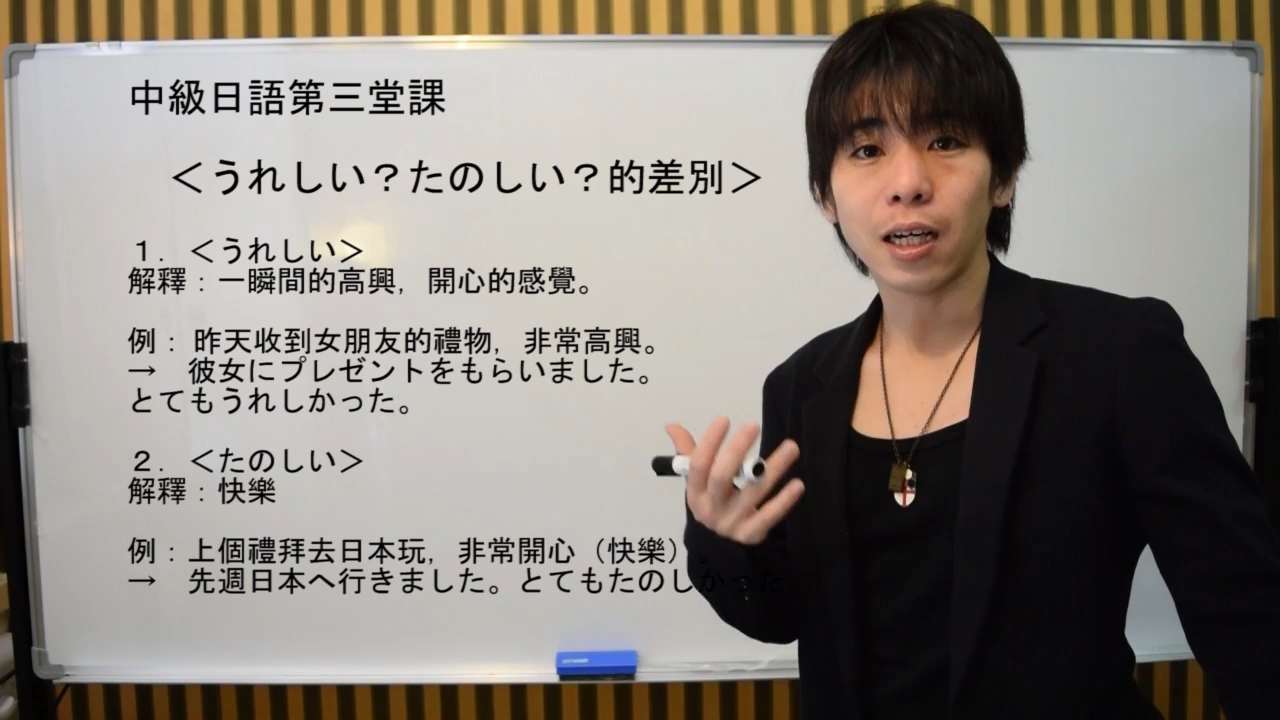 中級日語第三堂課
＜うれしい？たのしい？的差別＞
１．＜うれしい＞
解釋：一瞬間的高興，開心的感覺。
例：昨天收到女朋友的禮物，非常高興。
→　彼女にプレゼントをもらいました。
とてもうれしかった。
２．＜たのしい＞
解釋：快樂
例：上個禮拜去日本玩，非常開心（快樂）。
→　先週日本へ行きました。とてもたのしかった。